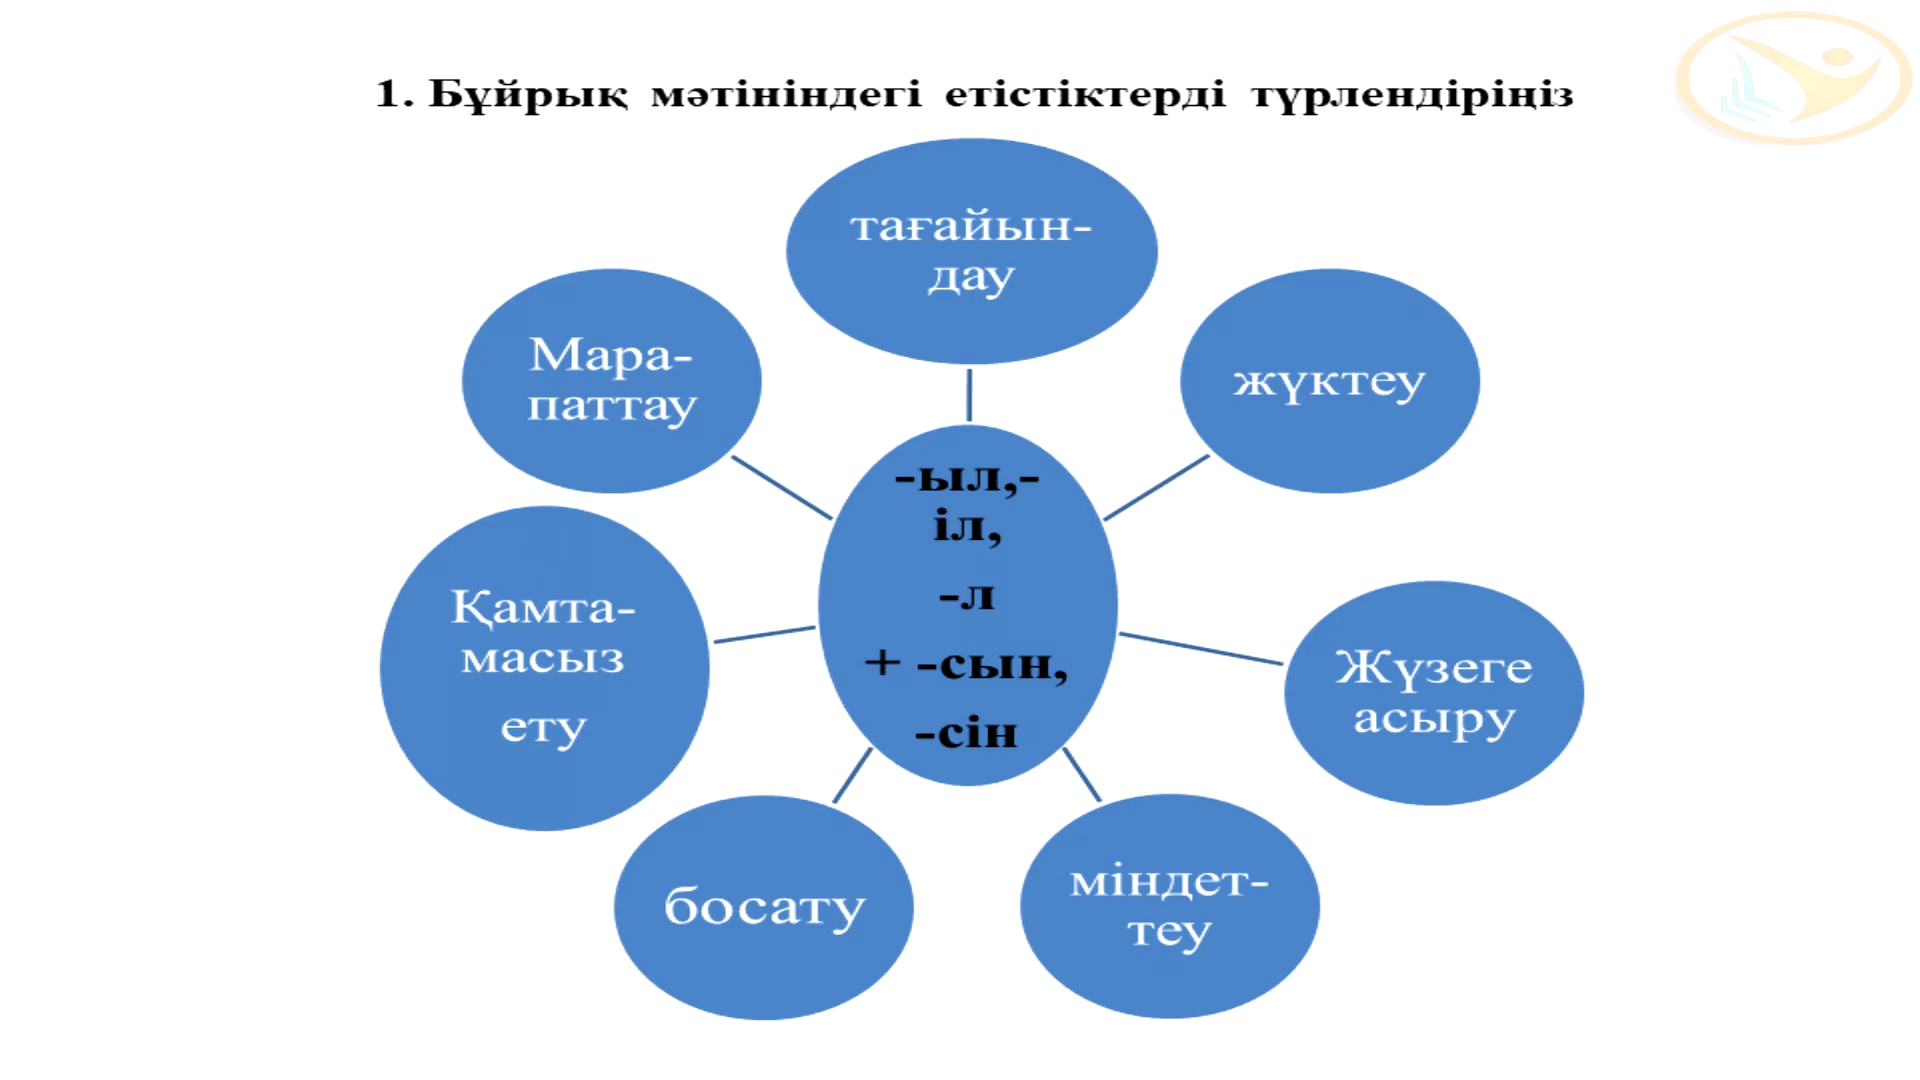 1. Бұйрық мәтініндегі етістіктерді түрлендіріңіз
тағайын-
дау
Мара-
паттау
жүктеу
-ыл,-
іл,
-л
+ -сын,
-сін
Қамта-
масыз
ету
Жүзеге
асыру
босату
міндет-
теу